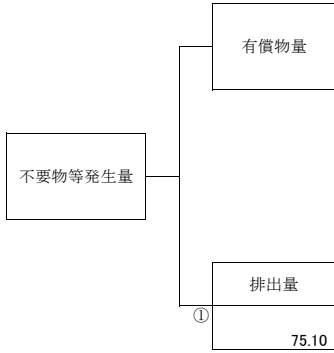 有償物量
不要物等発生量
排出量
①
75.10